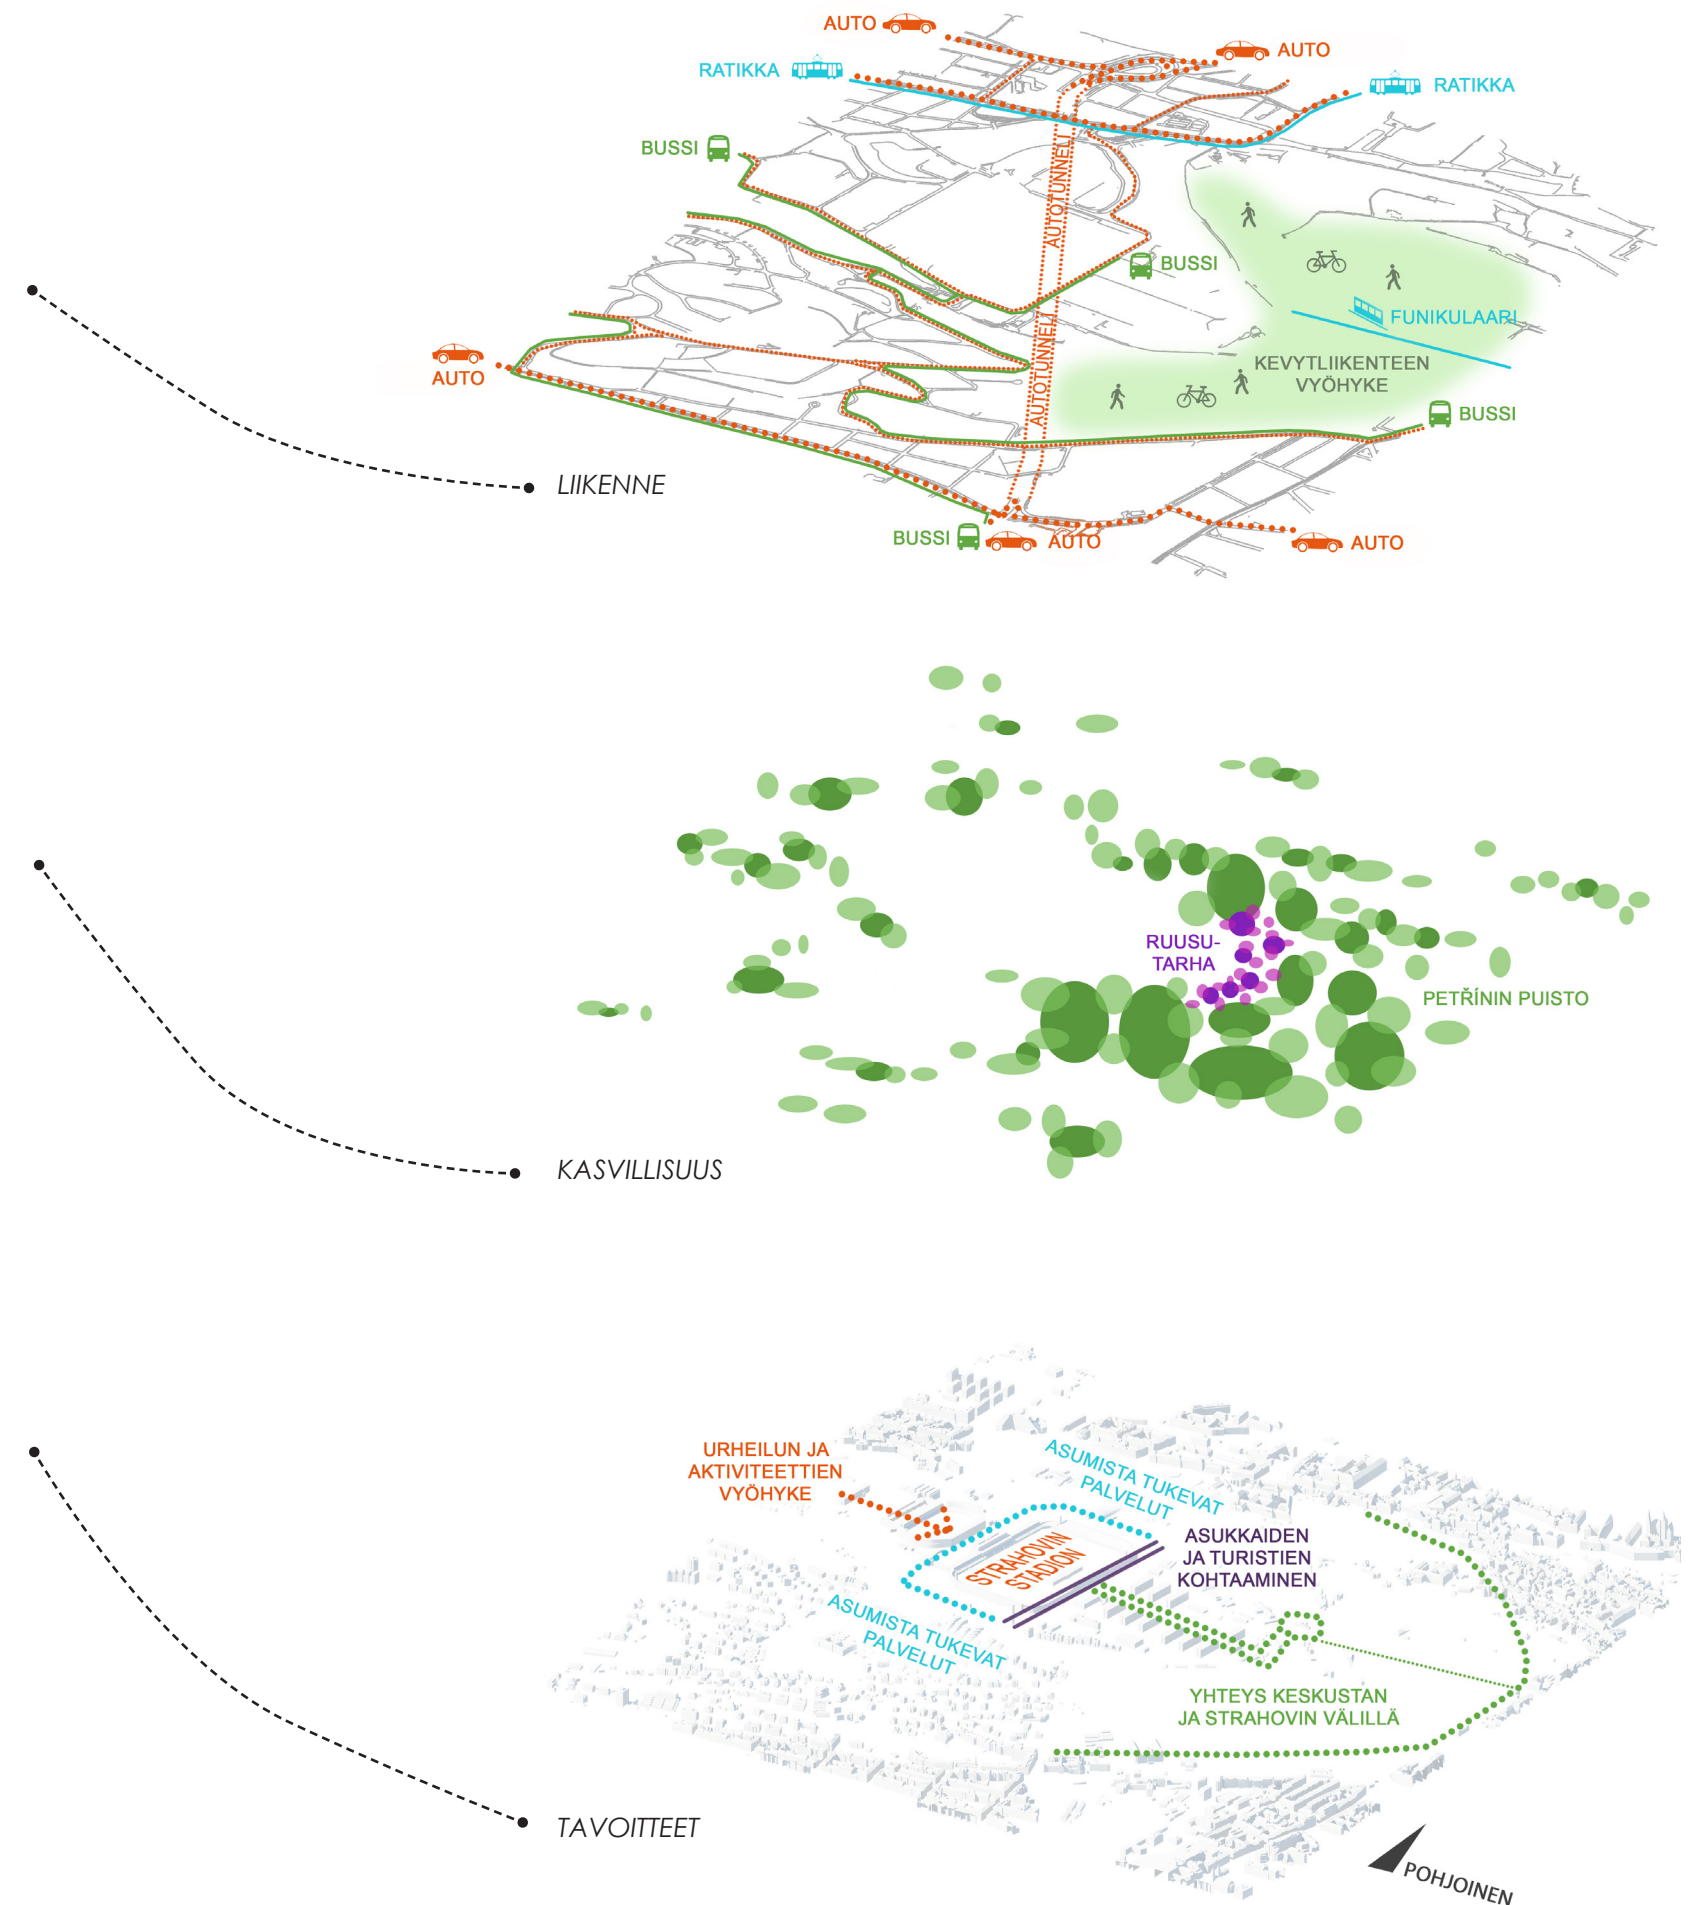 AUTO
AUTO
RATIKKA
RATIKKA
BUSSI
AUTOTUNNELI
BUSSI
FUNIKULAARI
AUTOTUNNELI
KEVYTLIIKENTEEN
VYÖHYKE
AUTO
BUSSI
LIIKENNE
BUSSI
AUTO
AUTO
RUUSU-
TARHA
PETŘÍNIN PUISTO
KASVILLISUUS
URHEILUN JA
AKTIVITEETTIEN
VYÖHYKE
ASUMISTA TUKEVAT
PALVELUT
STRAHOVIN
STADION
ASUKKAIDEN
JA TURISTIEN
KOHTAAMINEN
ASUMISTA TUKEVAT
PALVELUT
YHTEYS KESKUSTAN
JA STRAHOVIN VÄLILLÄ
TAVOITTEET
POHJOINEN